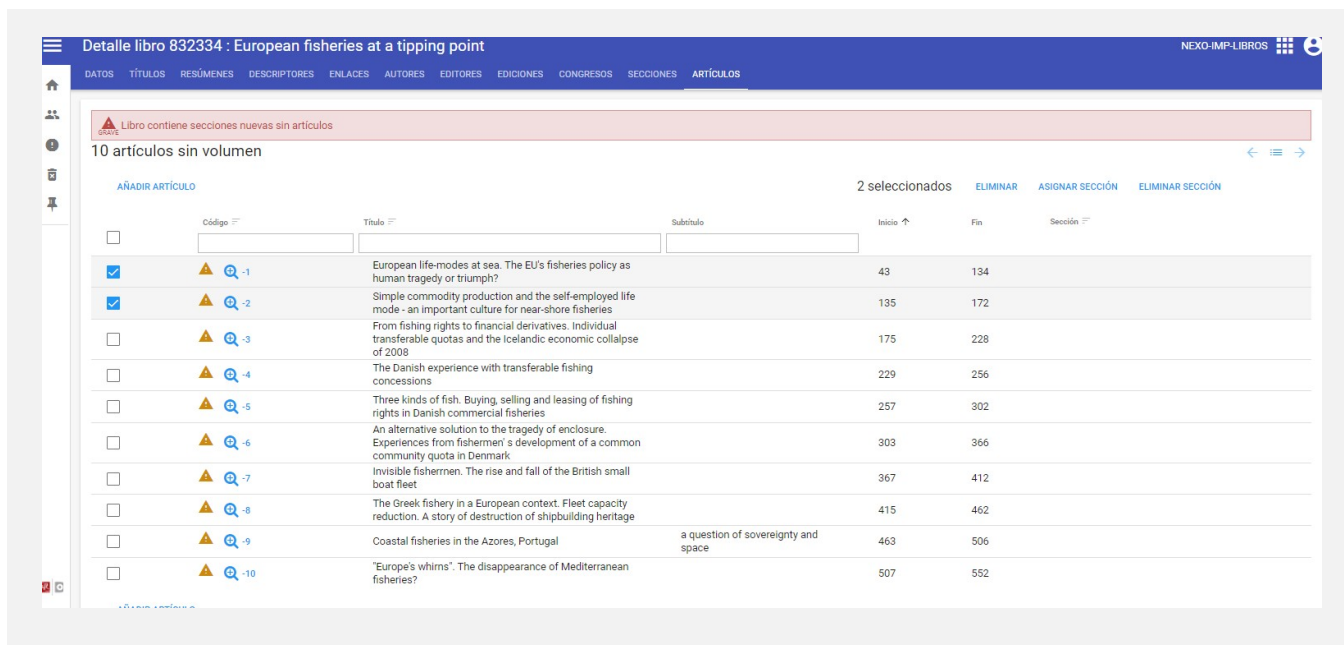 Detalle libro 832334 : European fisheries at a tipping point
NEXO-IMP-LIBROS
DATOS TÍTULOS RESÚMENES DESCRIPTORES ENLACES AUTORES EDITORES EDICIONES CONGRESOS SECCIONES ARTÍCULOS
GRAVE Libro contiene secciones nuevas sin artículos
10 artículos sin volumen
AÑADIR ARTÍCULO 2 seleccionados ELIMINAR ASIGNAR SECCIÓN ELIMINAR SECCIÓN
Código Título Subtítulo Inicio Fin Sección
-1 European life-modes at sea. The EU's fisheries policy as
human tragedy or triumph? 43 134
-2 Simple commodity production and the self-employed life
mode - an important culture for near-shore fisheries 135 172
-3 From fishing rights to financial derivatives. Individual
transferable quotas and the Icelandic economic collalpse
of 2008 175 228
-4 The Danish experience with transferable fishing
concessions 229 256
-5 Three kinds of fish. Buying, selling and leasing of fishing
rights in Danish commercial fisheries 257 302
-6 An alternative solution to the tragedy of enclosure.
Experiences from fishermen' s development of a common
community quota in Denmark 303 366
-7 Invisible fisherrnen. The rise and fall of the British small
boat fleet 367 412
-8 The Greek fishery in a European context. Fleet capacity
reduction. A story of destruction of shipbuilding heritage 415 462
-9 Coastal fisheries in the Azores, Portugal a question of sovereignty and
space 463 506
-10 "Europe's whirns". The disappearance of Mediterranean
fisheries? 507 552
AÑADIR ARTÍCULO